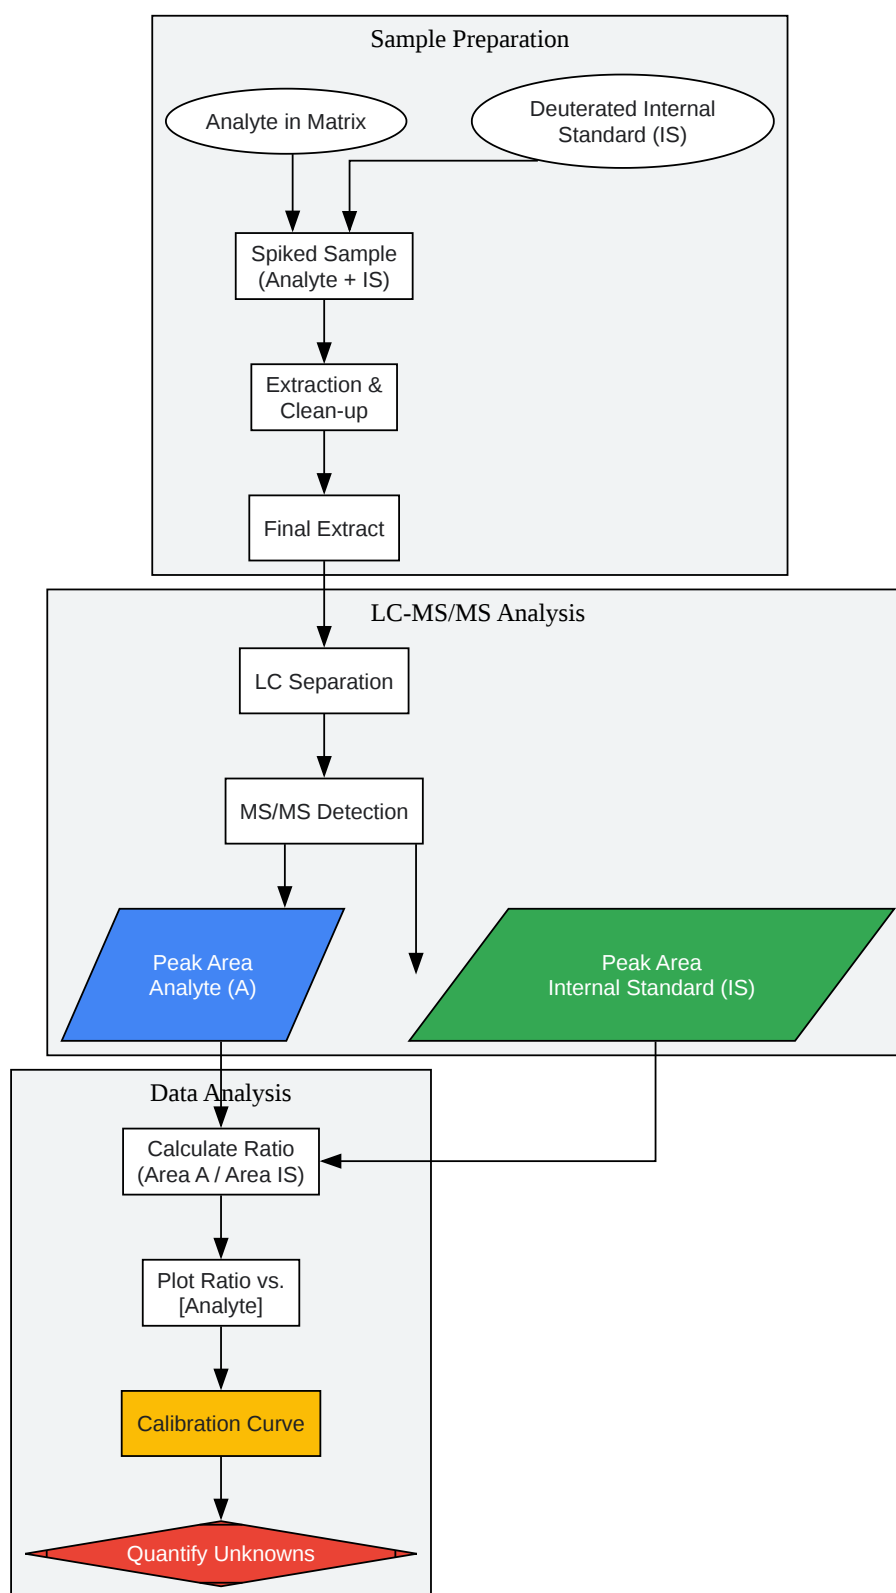 Sample Preparation
Analyte in Matrix
Deuterated Internal
Standard (IS)
Spiked Sample
(Analyte + IS)
Extraction &
Clean-up
Final Extract
LC-MS/MS Analysis
LC Separation
MS/MS Detection
Peak Area
Analyte (A)
Peak Area
Internal Standard (IS)
Data Analysis
Calculate Ratio
(Area A / Area IS)
Plot Ratio vs.
[Analyte]
Calibration Curve
Quantify Unknowns